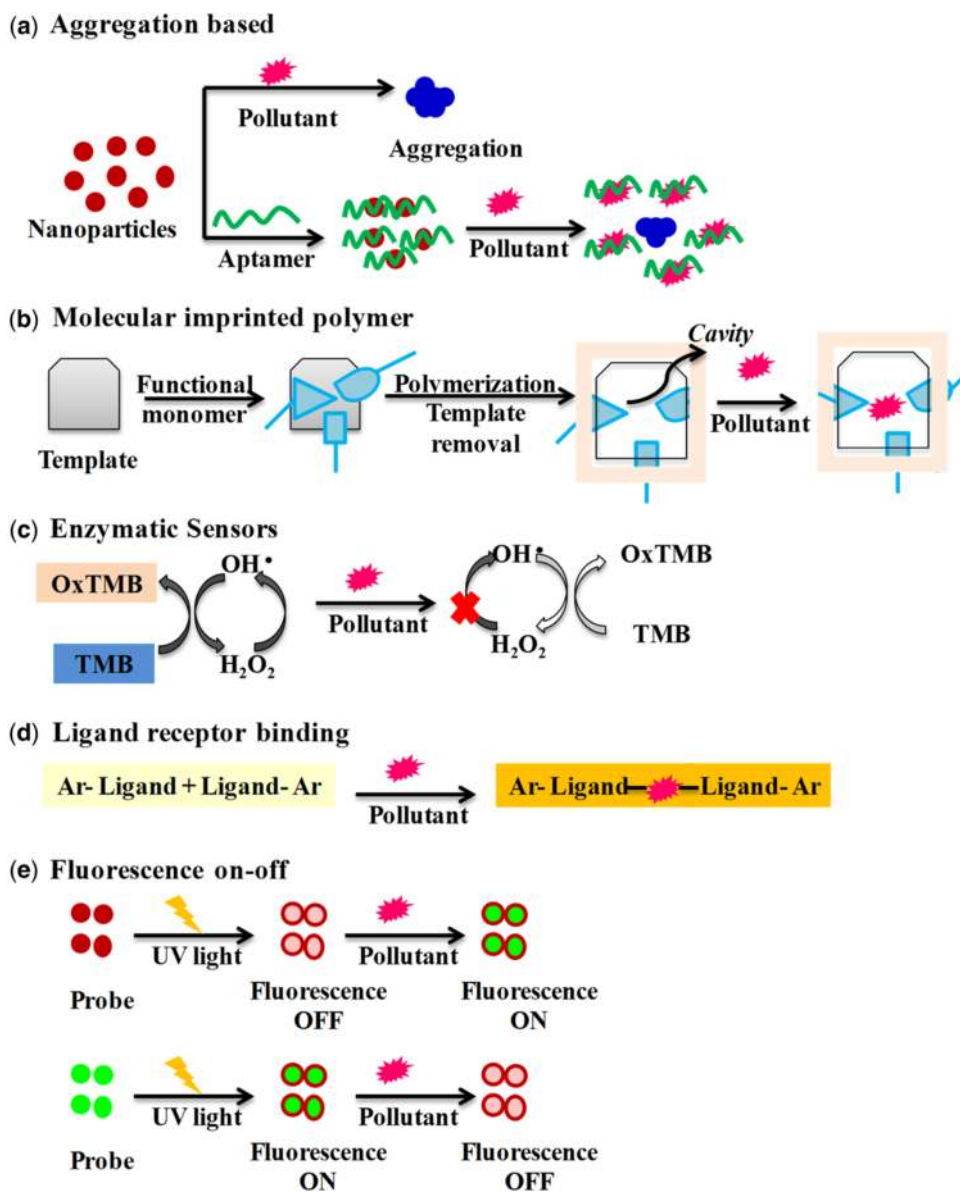 (a) Aggregation based
Pollutant
Aggregation
Nanoparticles
Aptamer
Pollutant
(b) Molecular imprinted polymer
Template
Functional
monomer
Polymerization
Template
removal
Cavity
Pollutant
(c) Enzymatic Sensors
OxTMB
TMB
OH•
H₂O₂
Pollutant
OH•
H₂O₂
OxTMB
TMB
(d) Ligand receptor binding
Ar- Ligand + Ligand- Ar
Pollutant
Ar- Ligand
Ligand- Ar
(e) Fluorescence on-off
Probe
UV light
Fluorescence
OFF
Pollutant
Fluorescence
ON
Probe
UV light
Fluorescence
ON
Pollutant
Fluorescence
OFF